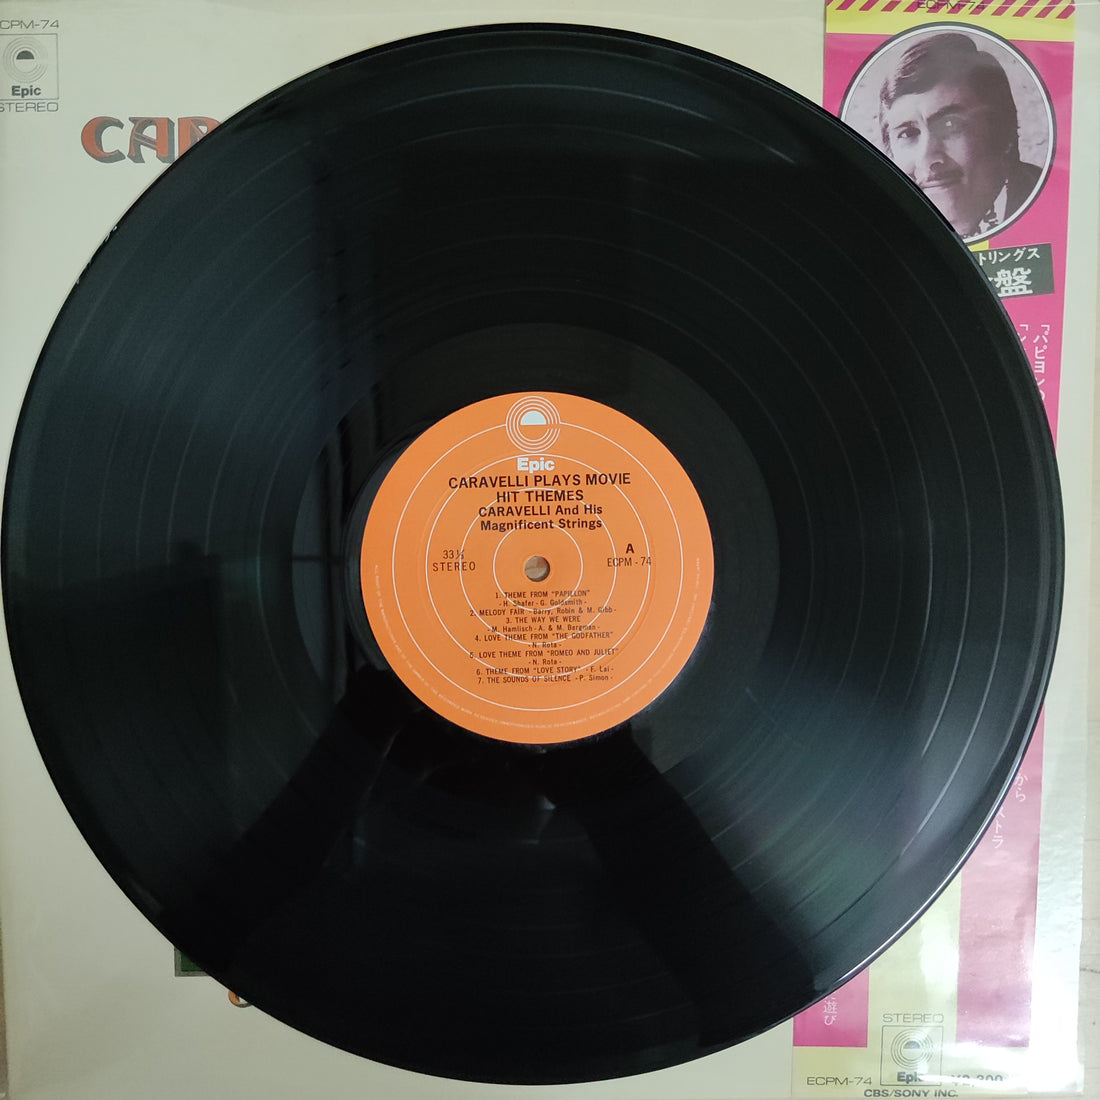 ECPM-74
Epic
STEREO
CAR
ECPM-74
トリングス
盤
「パピヨン
から
ストラ
に遊び
STEREO
Epic
ECPM-74
¥2,300
CBS/SONY INC.
Epic
CARAVELLI PLAYS MOVIE
HIT THEMES
CARAVELLI And His
Magnificent Strings
33⅓
STEREO
A
ECPM - 74
1. THEME FROM "PAPILLON"
- H. Shafer - G. Goldsmith -
2. MELODY FAIR - Barry, Robin & M. Gibb -
3. THE WAY WE WERE
- M. Hamlisch - A. & M. Bergman -
4. LOVE THEME FROM "THE GODFATHER"
- N. Rota -
5. LOVE THEME FROM "ROMEO AND JULIET"
- N. Rota -
6. THEME FROM "LOVE STORY" - F. Lai -
7. THE SOUNDS OF SILENCE - P. Simon -